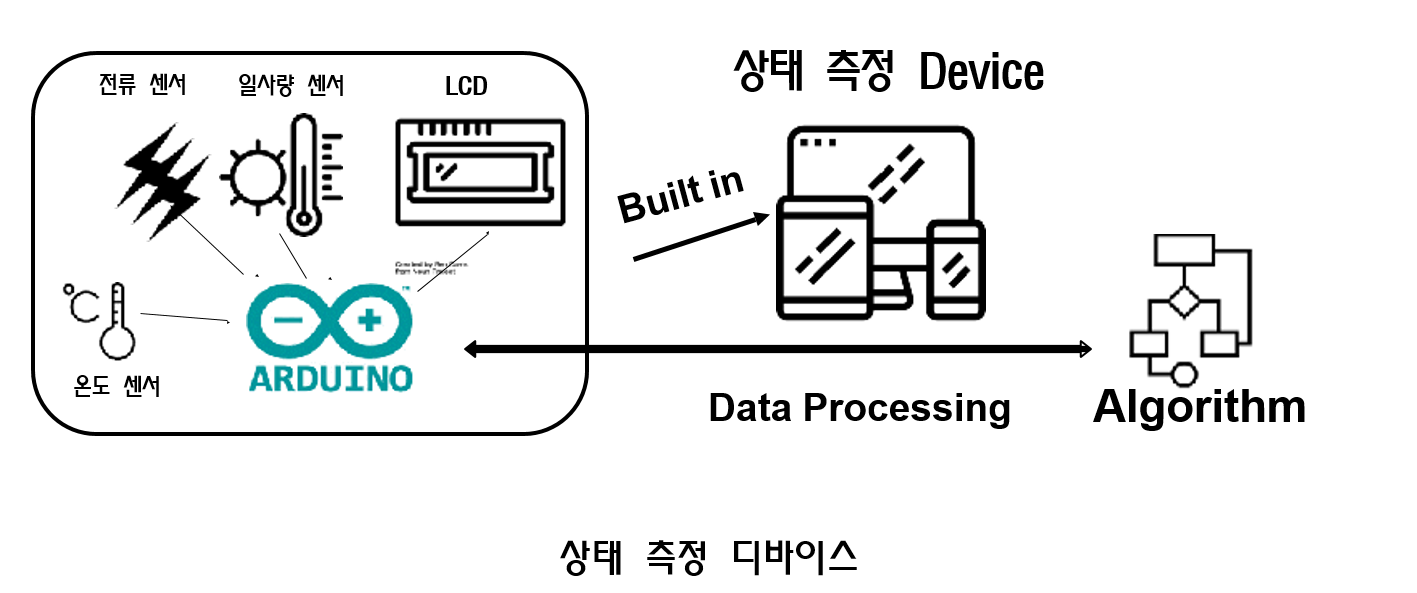 상태 측정 Device
전류 센서
일사량 센서
LCD
Built in
Created by
from Noun Project
℃
ARDUINO
TM
온도 센서
Data Processing
Algorithm
상태 측정 디바이스